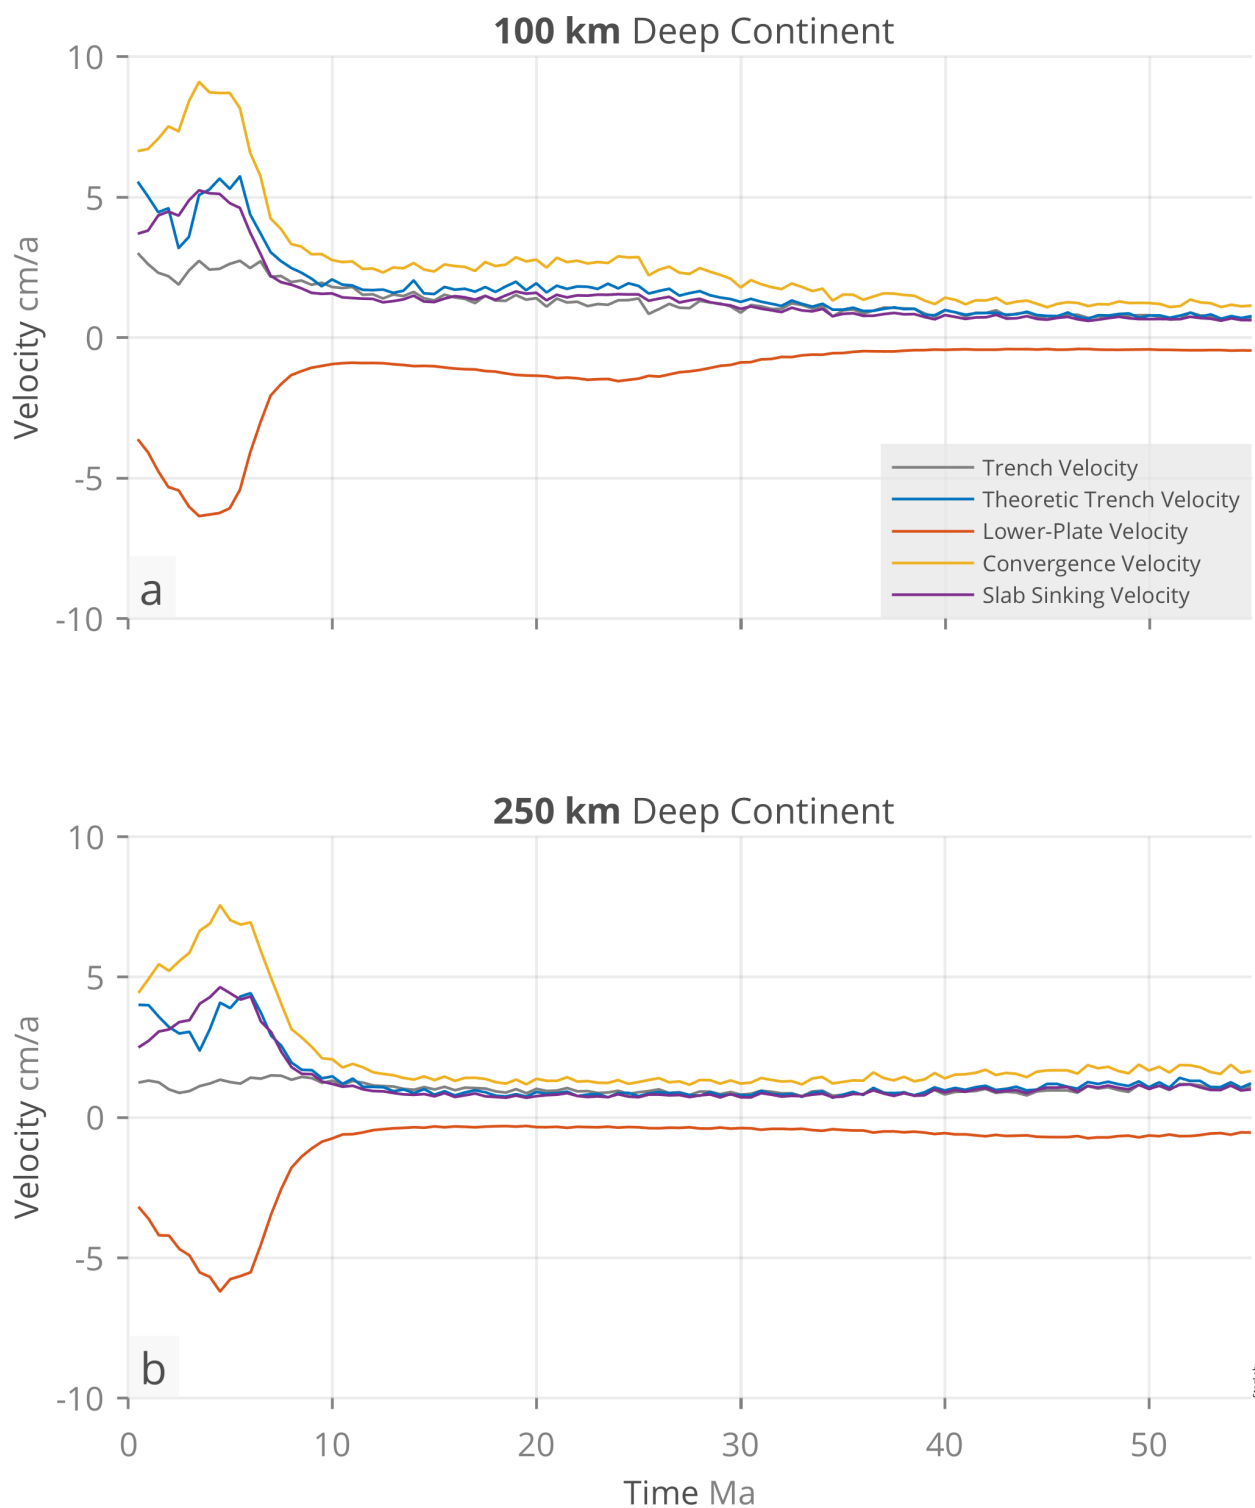 100 km Deep Continent
10
5
0
-5
-10
Velocity cm/a
Trench Velocity
Theoretic Trench Velocity
Lower-Plate Velocity
Convergence Velocity
Slab Sinking Velocity
a
250 km Deep Continent
10
5
0
-5
-10
Velocity cm/a
b
0 10 20 30 40 50
Time Ma